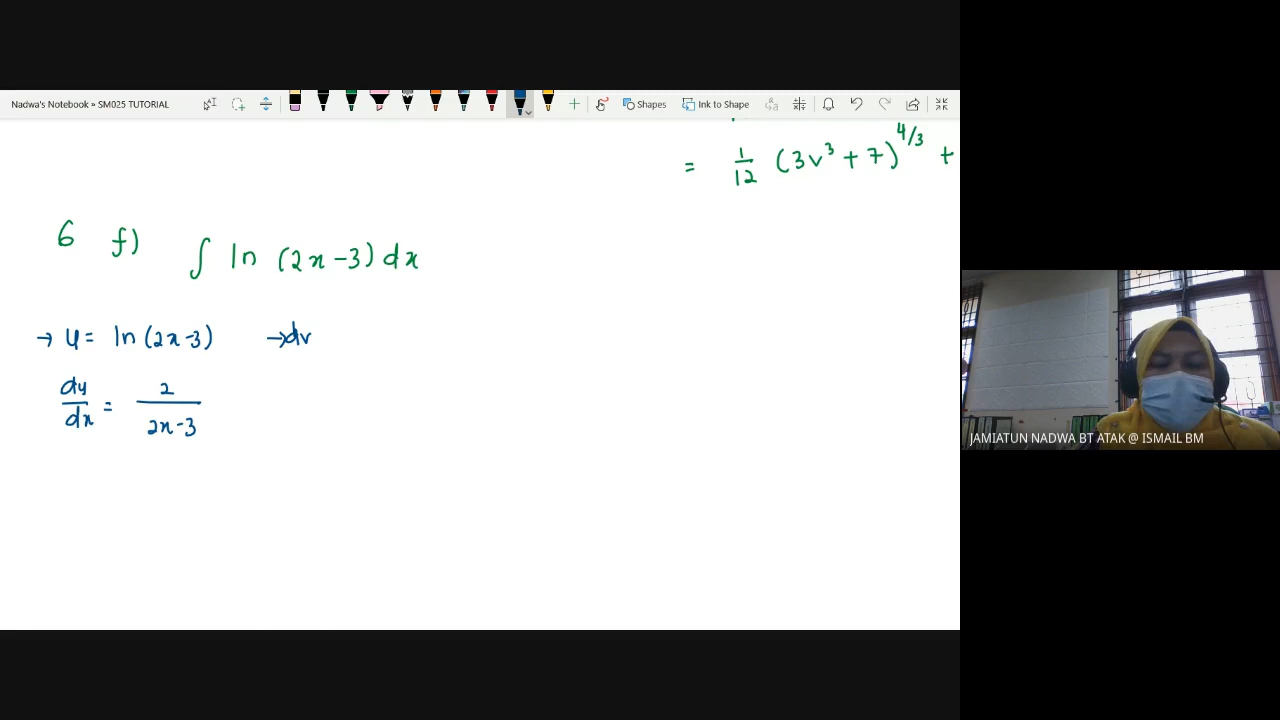 Nadwa's Notebook » SM025 TUTORIAL
Shapes
Ink to Shape
= 1/12 (3v³ + 7)^4/3 +
6 f) ∫ ln (2x-3) dx
→ u = ln (2x-3) → dv
du/dx = 2/2x-3
JAMIATUN NADWA BT ATAK @ ISMAIL BM